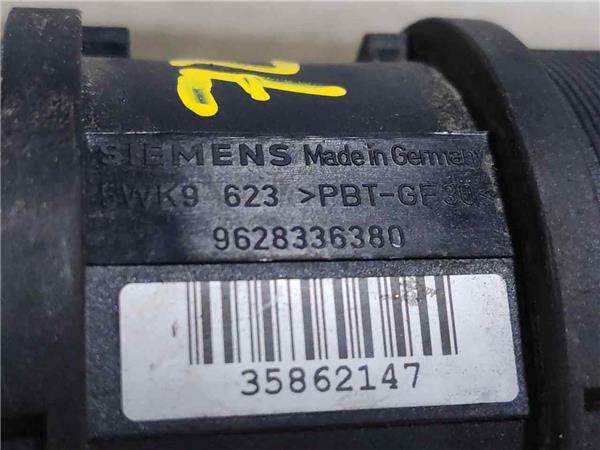 SIEMENS Made in Germany
5WK9 623 >PBT-GF30<
9628336380
35862147